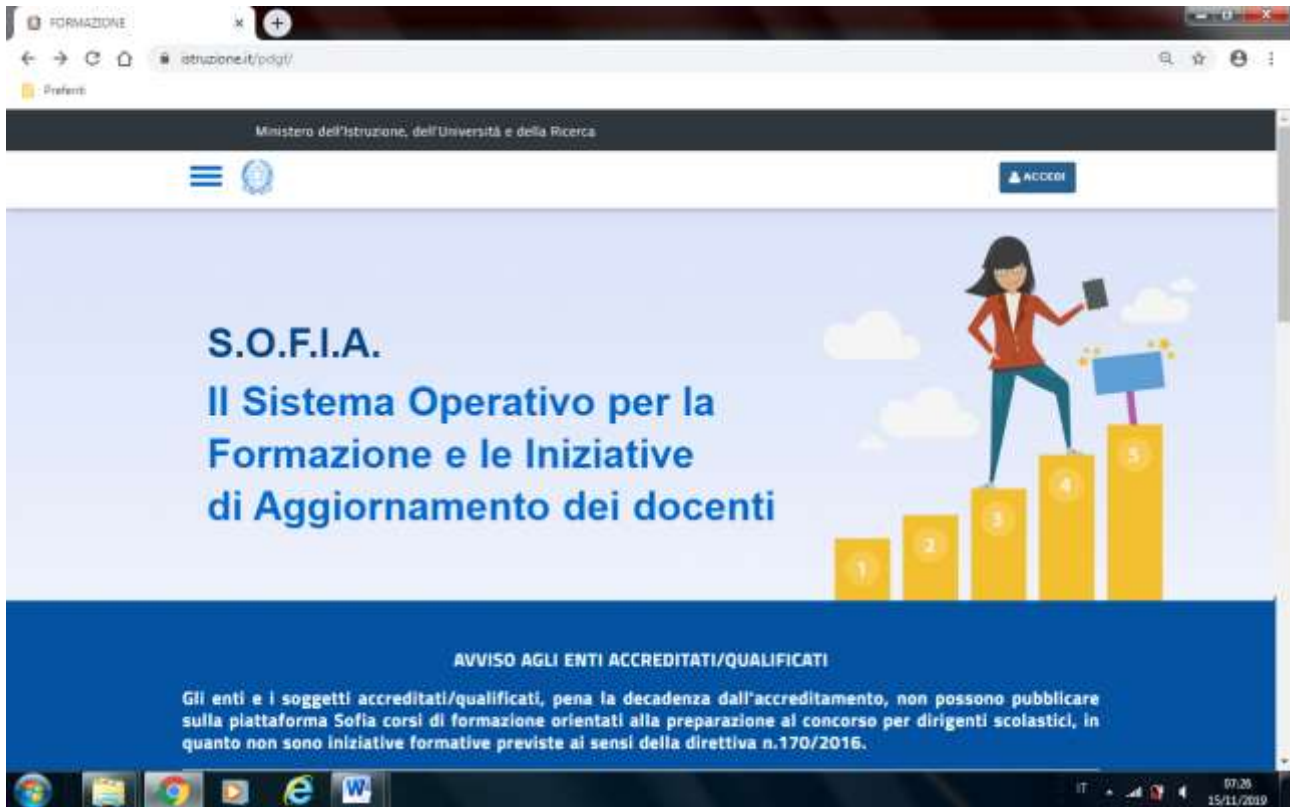 FORMAZIONE
istruzione.it/pdgf/
Preferiti
Ministero dell'Istruzione, dell'Università e della Ricerca
ACCEDI
S.O.F.I.A.
Il Sistema Operativo per la
Formazione e le Iniziative
di Aggiornamento dei docenti
1
2
3
4
5
AVVISO AGLI ENTI ACCREDITATI/QUALIFICATI
Gli enti e i soggetti accreditati/qualificati, pena la decadenza dall'accreditamento, non possono pubblicare
sulla piattaforma Sofia corsi di formazione orientati alla preparazione al concorso per dirigenti scolastici, in
quanto non sono iniziative formative previste ai sensi della direttiva n.170/2016.
IT
07:26
15/11/2019